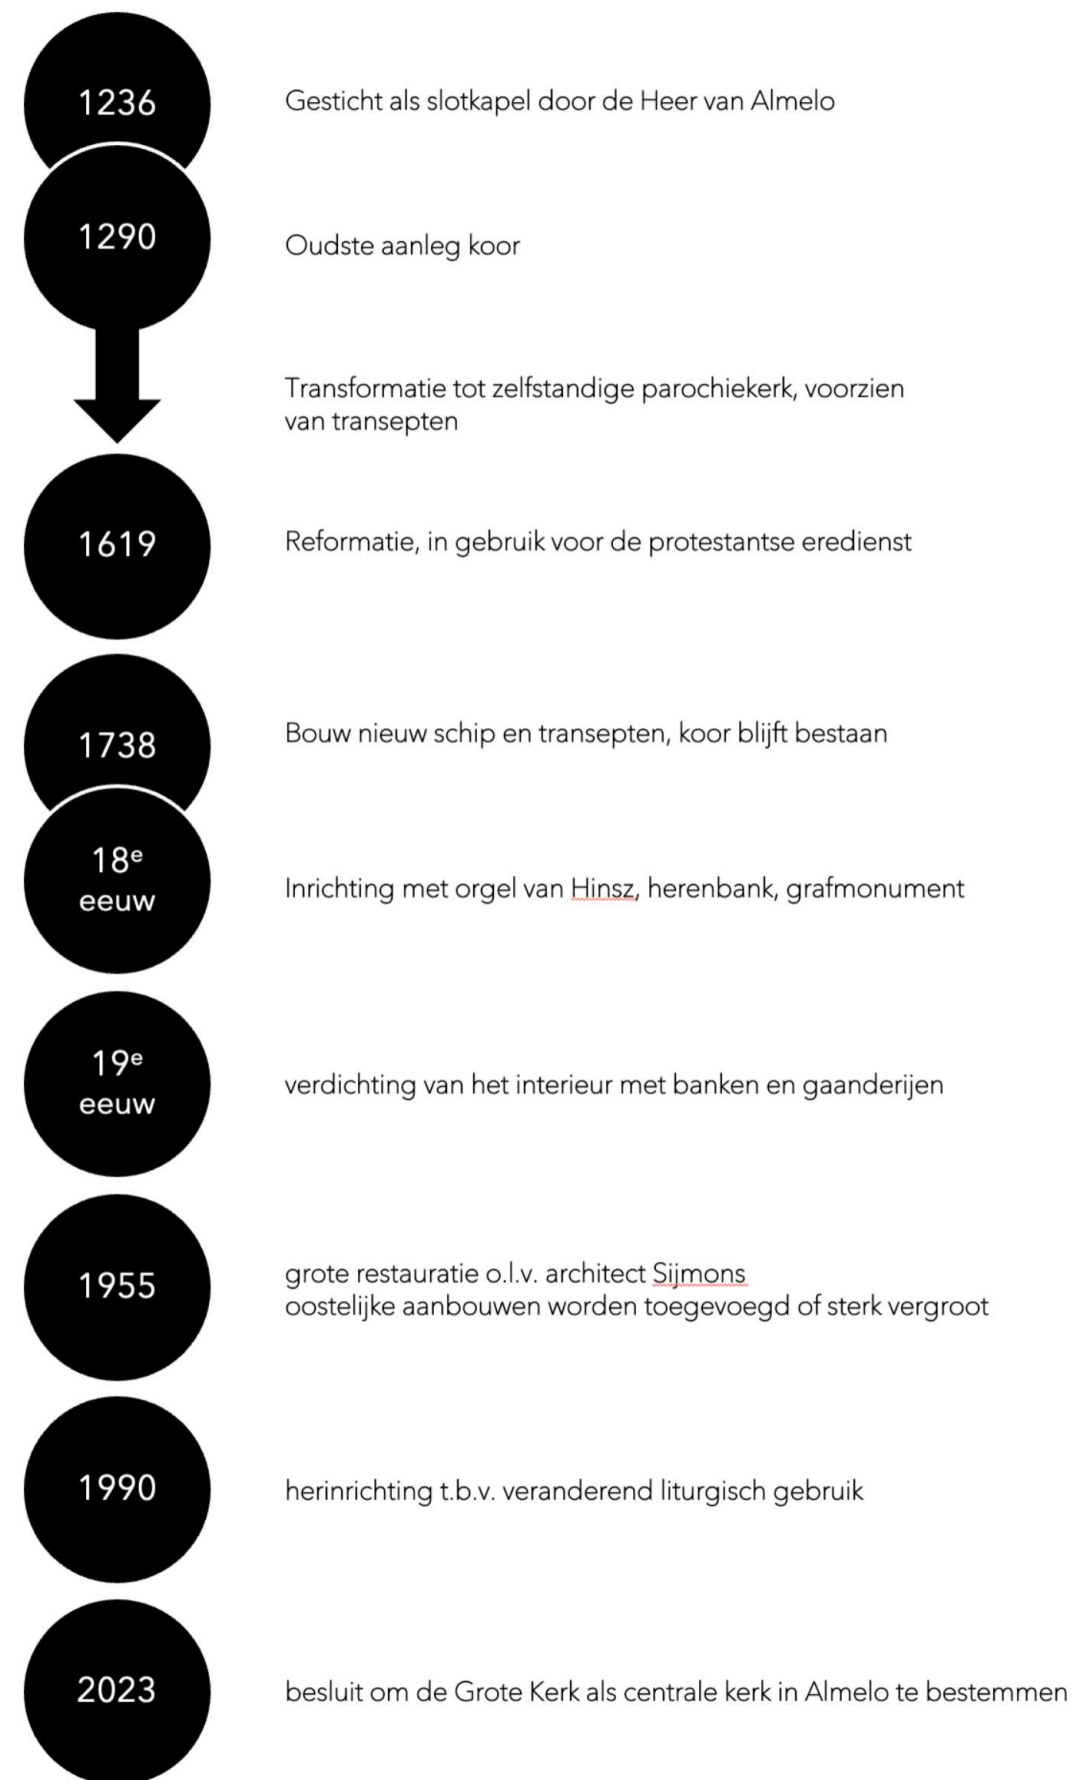 1236
Gesticht als slotkapel door de Heer van Almelo
1290
Oudste aanleg koor
Transformatie tot zelfstandige parochiekerk, voorzien
van transepten
1619
Reformatie, in gebruik voor de protestantse eredienst
1738
Bouw nieuw schip en transepten, koor blijft bestaan
18e
eeuw
Inrichting met orgel van Hinsz, herenbank, grafmonument
19e
eeuw
verdichting van het interieur met banken en gaanderijen
1955
grote restauratie o.l.v. architect Sijmons
oostelijke aanbouwen worden toegevoegd of sterk vergroot
1990
herinrichting t.b.v. veranderend liturgisch gebruik
2023
besluit om de Grote Kerk als centrale kerk in Almelo te bestemmen